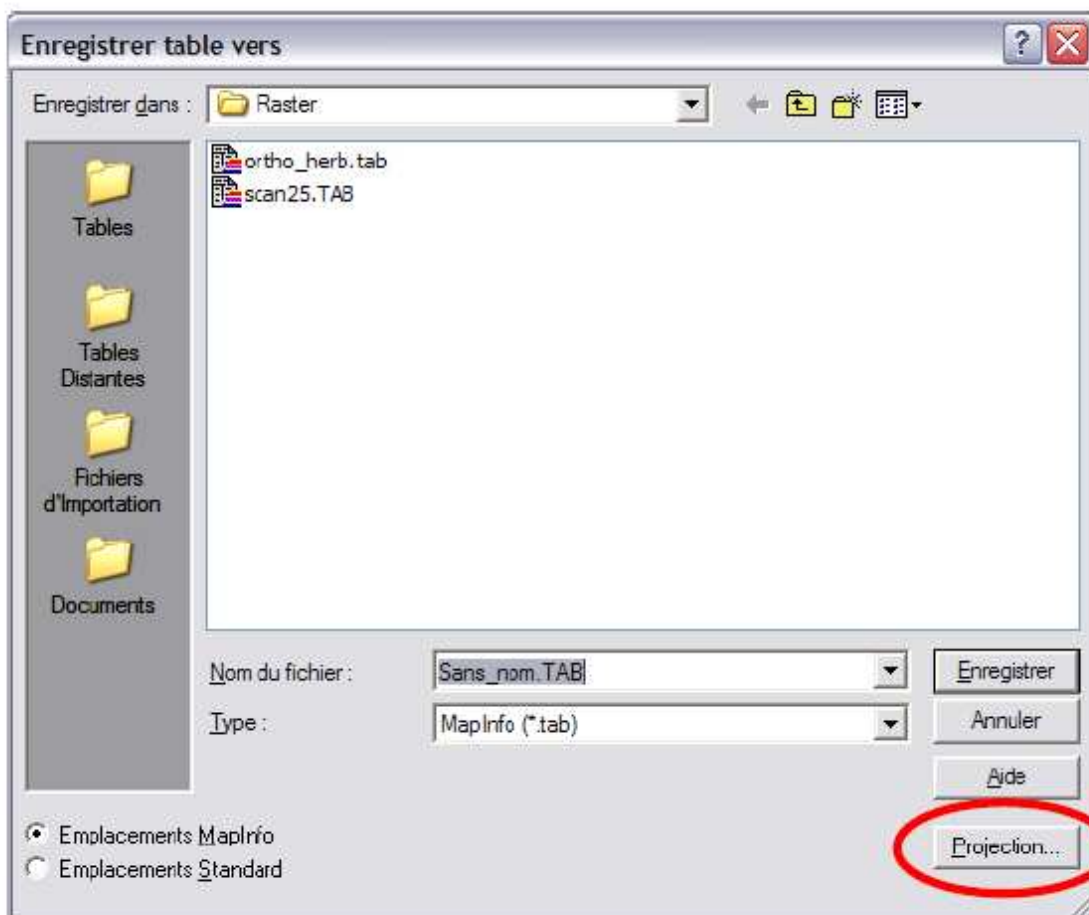 Enregistrer table vers
Enregistrer dans :
Raster
ortho_herb.tab
scan25.TAB
Tables
Tables
Distantes
Fichiers
d'Importation
Documents
Nom du fichier :
Sans_nom.TAB
Enregistrer
Type :
MapInfo (*.tab)
Annuler
Aide
Emplacements MapInfo
Projection...
Emplacements Standard